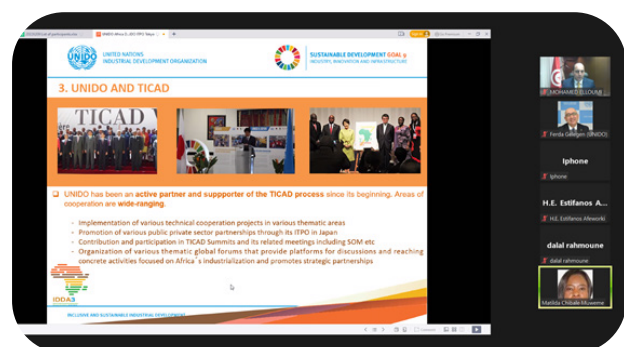 UNIDO
UNITED NATIONS
INDUSTRIAL DEVELOPMENT ORGANIZATION
SUSTAINABLE DEVELOPMENT GOAL 9
INDUSTRY, INNOVATION AND INFRASTRUCTURE
3. UNIDO AND TICAD
TICAD
UNIDO has been an active partner and suppporter of the TICAD process since its beginning. Areas of
cooperation are wide-ranging.
- Implementation of various technical cooperation projects in various thematic areas
- Promotion of various public private sector partnerships through its ITPO in Japan
- Contribution and participation in TICAD Summits and its related meetings including SOM etc
- Organization of various thematic global forums that provide platforms for discussions and reaching
concrete activities focused on Africa´s industrialization and promotes strategic partnerships
IDDA3
INCLUSIVE AND SUSTAINABLE INDUSTRIAL DEVELOPMENT
MOHAMED ELLOUMI
Ferda Gelegen (UNIDO)
Iphone
Iphone
H.E. Estifanos A...
H.E. Estifanos Afeworki
dalal rahmoune
dalal rahmoune
Matilda Chibale-Muweme